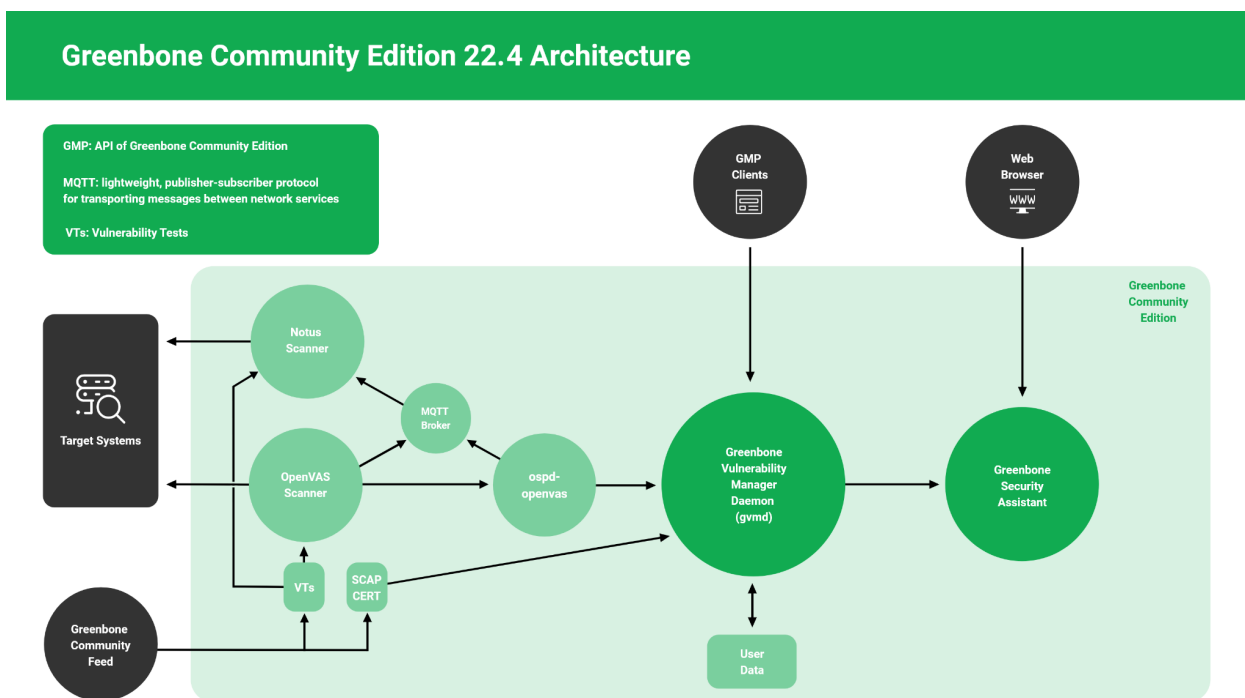 Greenbone Community Edition 22.4 Architecture
GMP: API of Greenbone Community Edition
MQTT: lightweight, publisher-subscriber protocol
for transporting messages between network services
VTs: Vulnerability Tests
GMP
Clients
Web
Browser
WWW
Greenbone
Community
Edition
Notus
Scanner
Target Systems
MQTT
Broker
OpenVAS
Scanner
ospd-
openvas
Greenbone
Vulnerability
Manager
Daemon
(gvmd)
Greenbone
Security
Assistant
VTs
SCAP
CERT
Greenbone
Community
Feed
User
Data